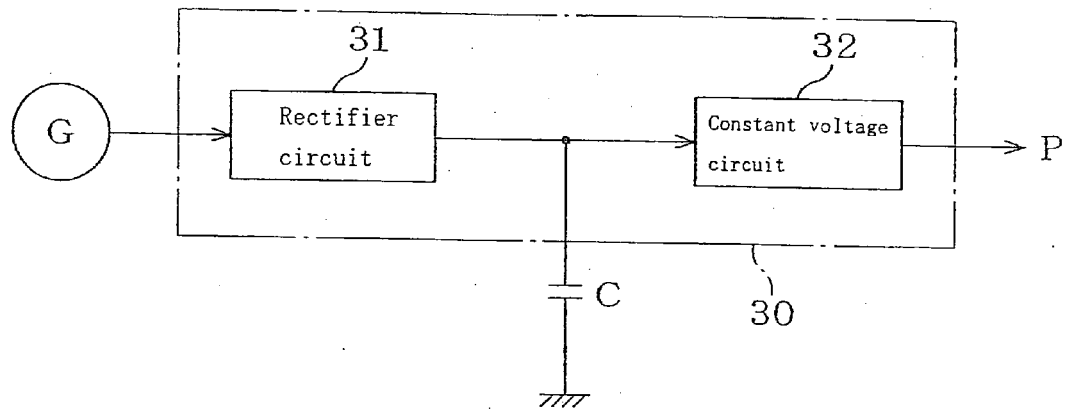 31
32
G
Rectifier
circuit
Constant voltage
circuit
P
C
30